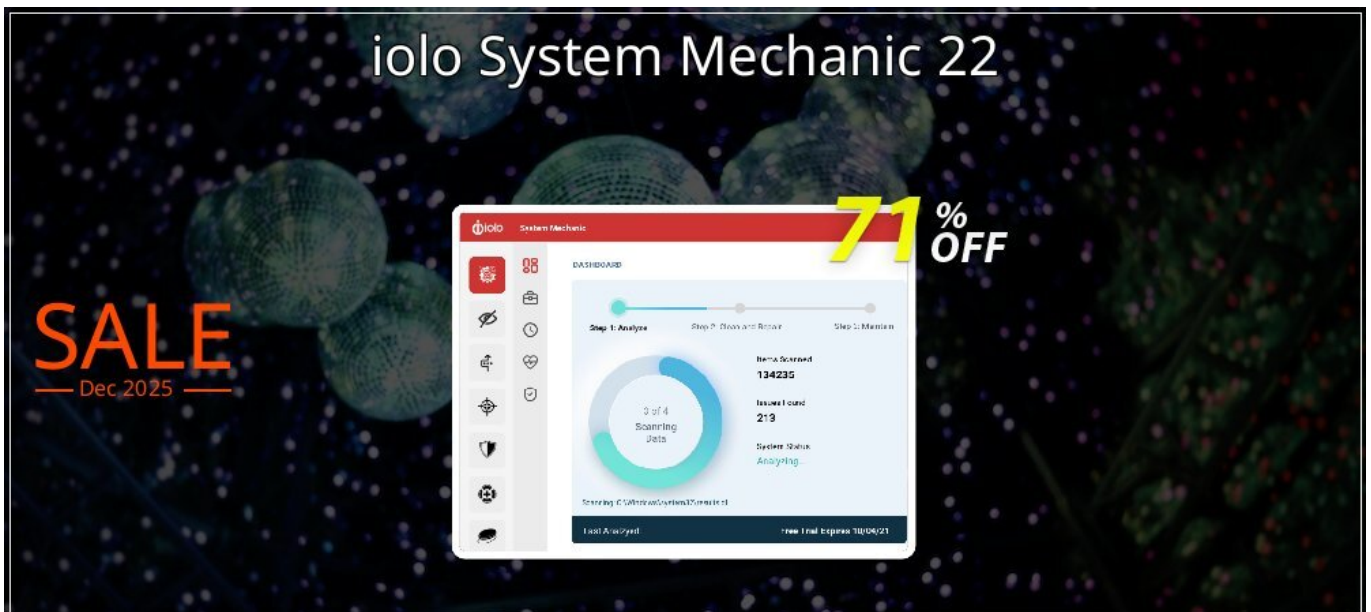 iolo System Mechanic 22
71
%
OFF
iolo System Mechanic
DASHBOARD
SALE
Dec 2025
Step 1: Analyze
Step 2: Clean and Repair
Step 3: Maintain
Items Scanned
134235
Issues Found
213
3 of 4
Scanning
Data
System Status
Analyzing...
Last Analyzed:
Free Trial Expires 10/04/21